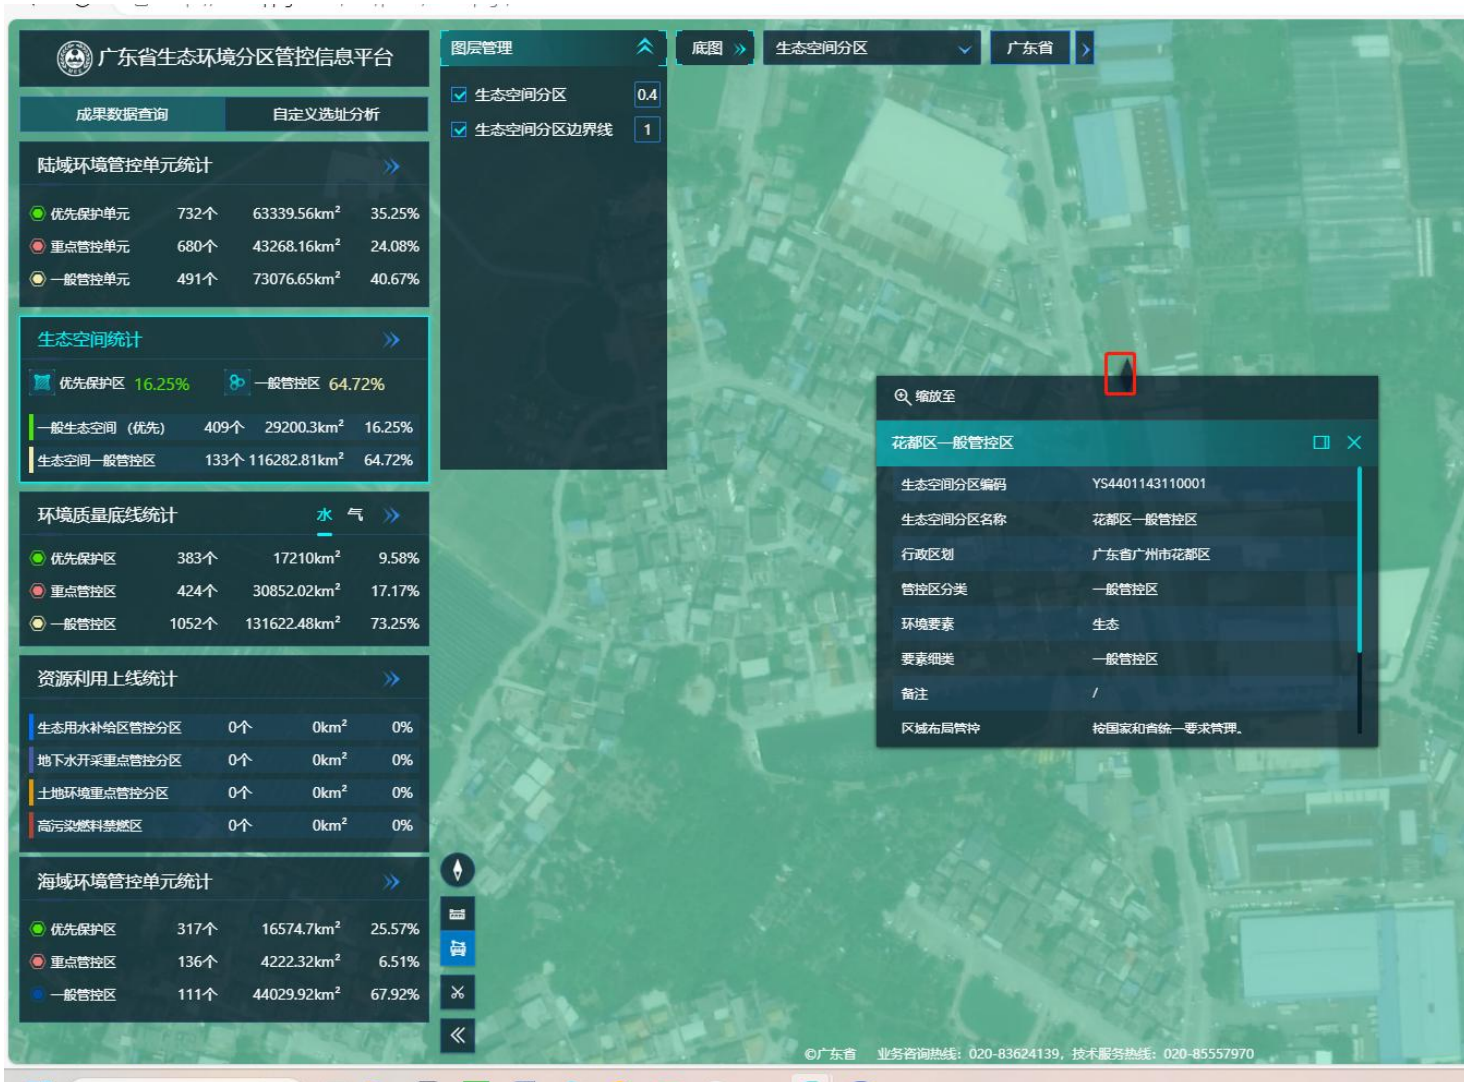 广东省生态环境分区管控信息平台
成果数据查询 自定义选址分析
陆域环境管控单元统计
优先保护单元 732个 63339.56km² 35.25%
重点管控单元 680个 43268.16km² 24.08%
一般管控单元 491个 73076.65km² 40.67%
生态空间统计
优先保护区 16.25% 一般管控区 64.72%
一般生态空间（优先） 409个 29200.3km² 16.25%
生态空间一般管控区 133个 116282.81km² 64.72%
环境质量底线统计 水 气
优先保护区 383个 17210km² 9.58%
重点管控区 424个 30852.02km² 17.17%
一般管控区 1052个 131622.48km² 73.25%
资源利用上线统计
生态用水补给区管控分区 0个 0km² 0%
地下水开采重点管控分区 0个 0km² 0%
土地环境重点管控分区 0个 0km² 0%
高污染燃料禁燃区 0个 0km² 0%
海域环境管控单元统计
优先保护区 317个 16574.7km² 25.57%
重点管控区 136个 4222.32km² 6.51%
一般管控区 111个 44029.92km² 67.92%
图层管理
生态空间分区 0.4
生态空间分区边界线 1
底图 生态空间分区 广东省
缩放至
花都区一般管控区
生态空间分区编码 YS4401143110001
生态空间分区名称 花都区一般管控区
行政区划 广东省广州市花都区
管控区分类 一般管控区
环境要素 生态
要素细类 一般管控区
备注 /
区域布局管控 按国家和省统一要求管理。
©广东省 业务咨询热线：020-83624139，技术服务热线：020-85557970